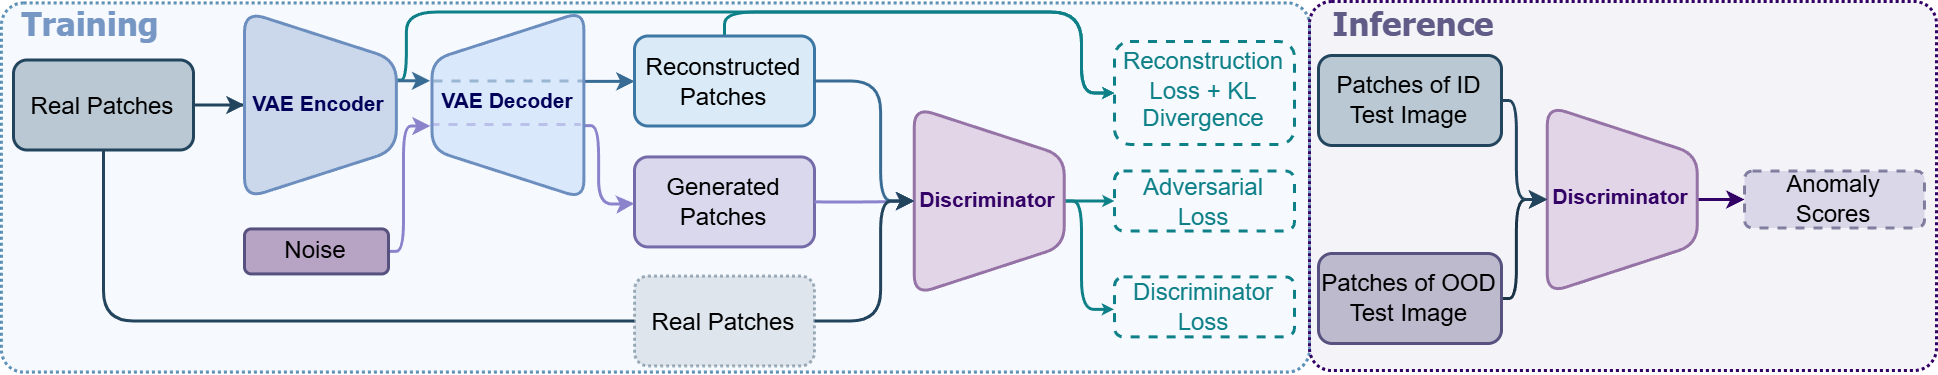 Training
Real Patches
VAE Encoder
Noise
VAE Decoder
Reconstructed
Patches
Generated
Patches
Real Patches
Discriminator
Reconstruction
Loss + KL
Divergence
Adversarial
Loss
Discriminator
Loss
Inference
Patches of ID
Test Image
Patches of OOD
Test Image
Discriminator
Anomaly
Scores